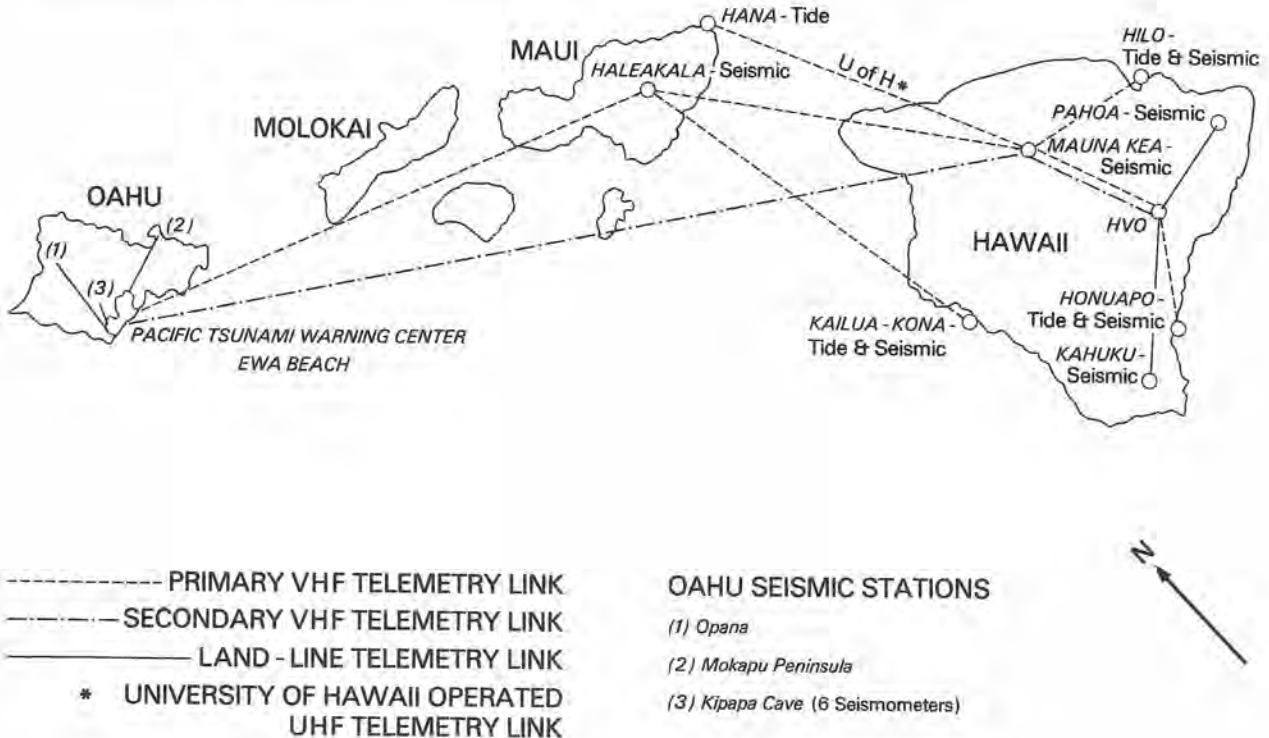 HANA - Tide
MAUI
HALEAKALA - Seismic
U of H*
HILO -
Tide & Seismic
PAHOA - Seismic
MAUNA KEA -
Seismic
MOLOKAI
OAHU
(1)
(2)
(3)
HVO
HAWAII
PACIFIC TSUNAMI WARNING CENTER
EWA BEACH
KAILUA - KONA -
Tide & Seismic
HONUAPO -
Tide & Seismic
KAHUKU -
Seismic
N
PRIMARY VHF TELEMETRY LINK
SECONDARY VHF TELEMETRY LINK
LAND - LINE TELEMETRY LINK
* UNIVERSITY OF HAWAII OPERATED
UHF TELEMETRY LINK
OAHU SEISMIC STATIONS
(1) Opana
(2) Mokapu Peninsula
(3) Kipapa Cave (6 Seismometers)